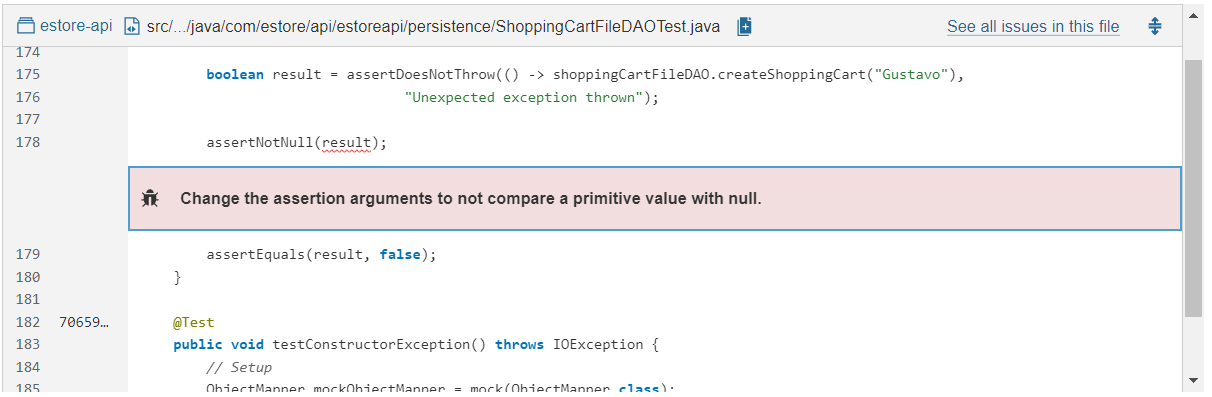 estore-api src/.../java/com/estore/api/estoreapi/persistence/ShoppingCartFileDAOTest.java See all issues in this file
174
175 boolean result = assertDoesNotThrow(() -> shoppingCartFileDAO.createShoppingCart("Gustavo"),
176 "Unexpected exception thrown");
177
178 assertNotNull(result);
Change the assertion arguments to not compare a primitive value with null.
179 assertEquals(result, false);
180 }
181
182 70659… @Test
183 public void testConstructorException() throws IOException {
184 // Setup
185 ObjectMapper mockObjectMapper = mock(ObjectMapper.class);